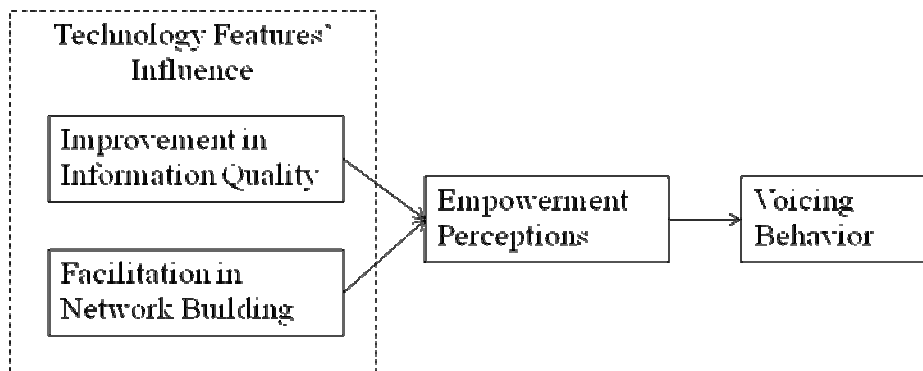 Technology Features'
Influence
Improvement in
Information Quality
Empowerment
Perceptions
Voicing
Behavior
Facilitation in
Network Building